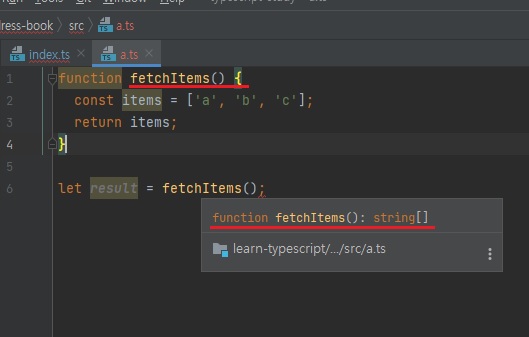 ress-book
src
a.ts
index.ts
a.ts
1 function fetchItems() {
2 const items = ['a', 'b', 'c'];
3 return items;
4 }
5
6 let result = fetchItems();
function fetchItems(): string[]
learn-typescript/.../src/a.ts